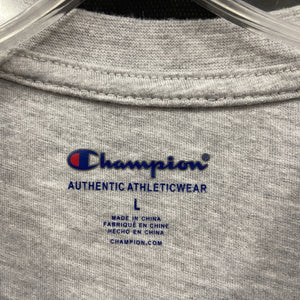 Champion
AUTHENTIC ATHLETICWEAR
L
MADE IN CHINA
FABRIQUÉ EN CHINE
HECHO EN CHINA
CHAMPION.COM